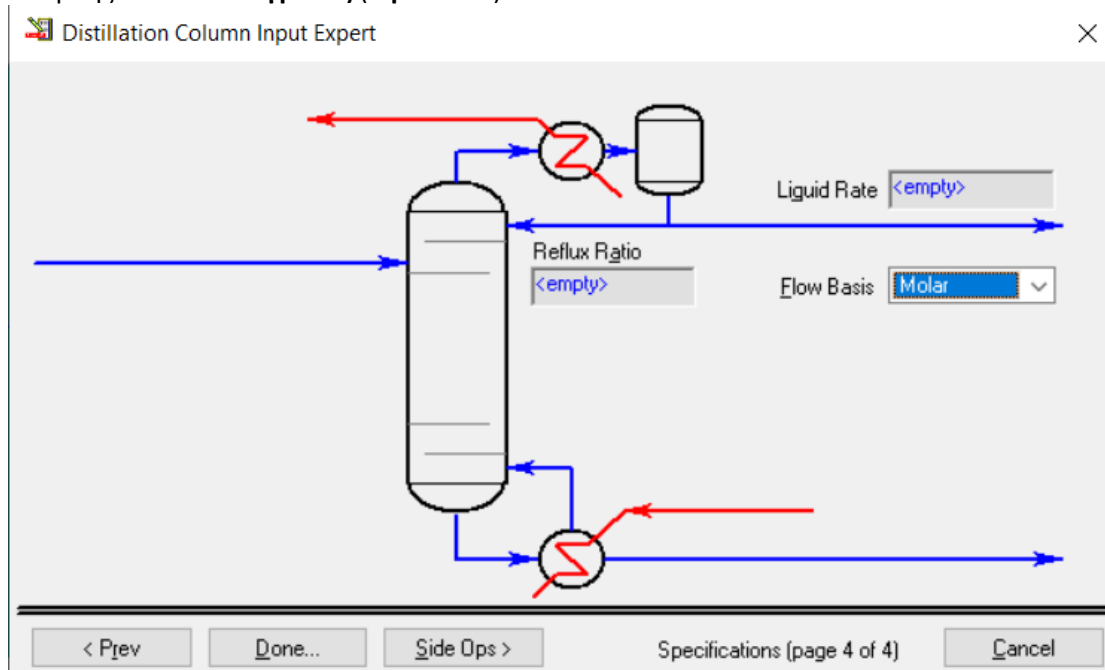 Distillation Column Input Expert
Liguid Rate <empty>
Reflux Ratio
<empty>
Flow Basis Molar
< Prev
Done...
Side Ops >
Specifications (page 4 of 4)
Cancel